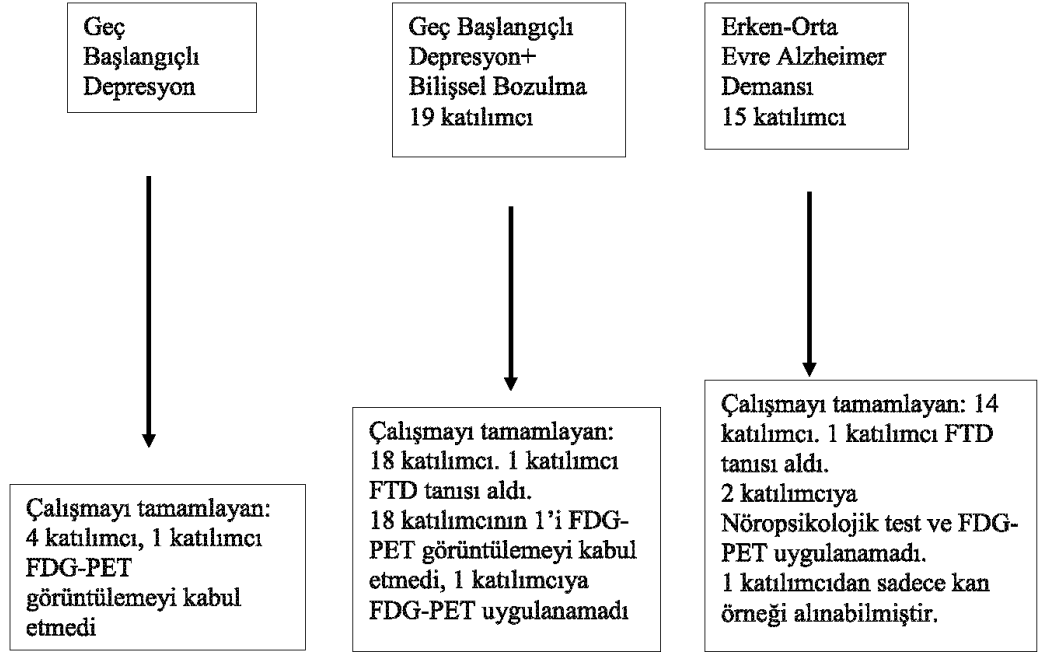 Geç
Başlangıçlı
Depresyon
Geç Başlangıçlı
Depresyon+
Bilişsel Bozulma
19 katılımcı
Erken-Orta
Evre Alzheimer
Demansı
15 katılımcı
Çalışmayı tamamlayan:
4 katılımcı, 1 katılımcı
FDG-PET
görüntülemeyi kabul
etmedi
Çalışmayı tamamlayan:
18 katılımcı. 1 katılımcı
FTD tanısı aldı.
18 katılımcının 1’i FDG-
PET görüntülemeyi kabul
etmedi, 1 katılımcıya
FDG-PET uygulanamadı
Çalışmayı tamamlayan: 14
katılımcı. 1 katılımcı FTD
tanısı aldı.
2 katılımcıya
Nöropsikolojik test ve FDG-
PET uygulanamadı.
1 katılımcıdan sadece kan
örneği alınabilmiştir.